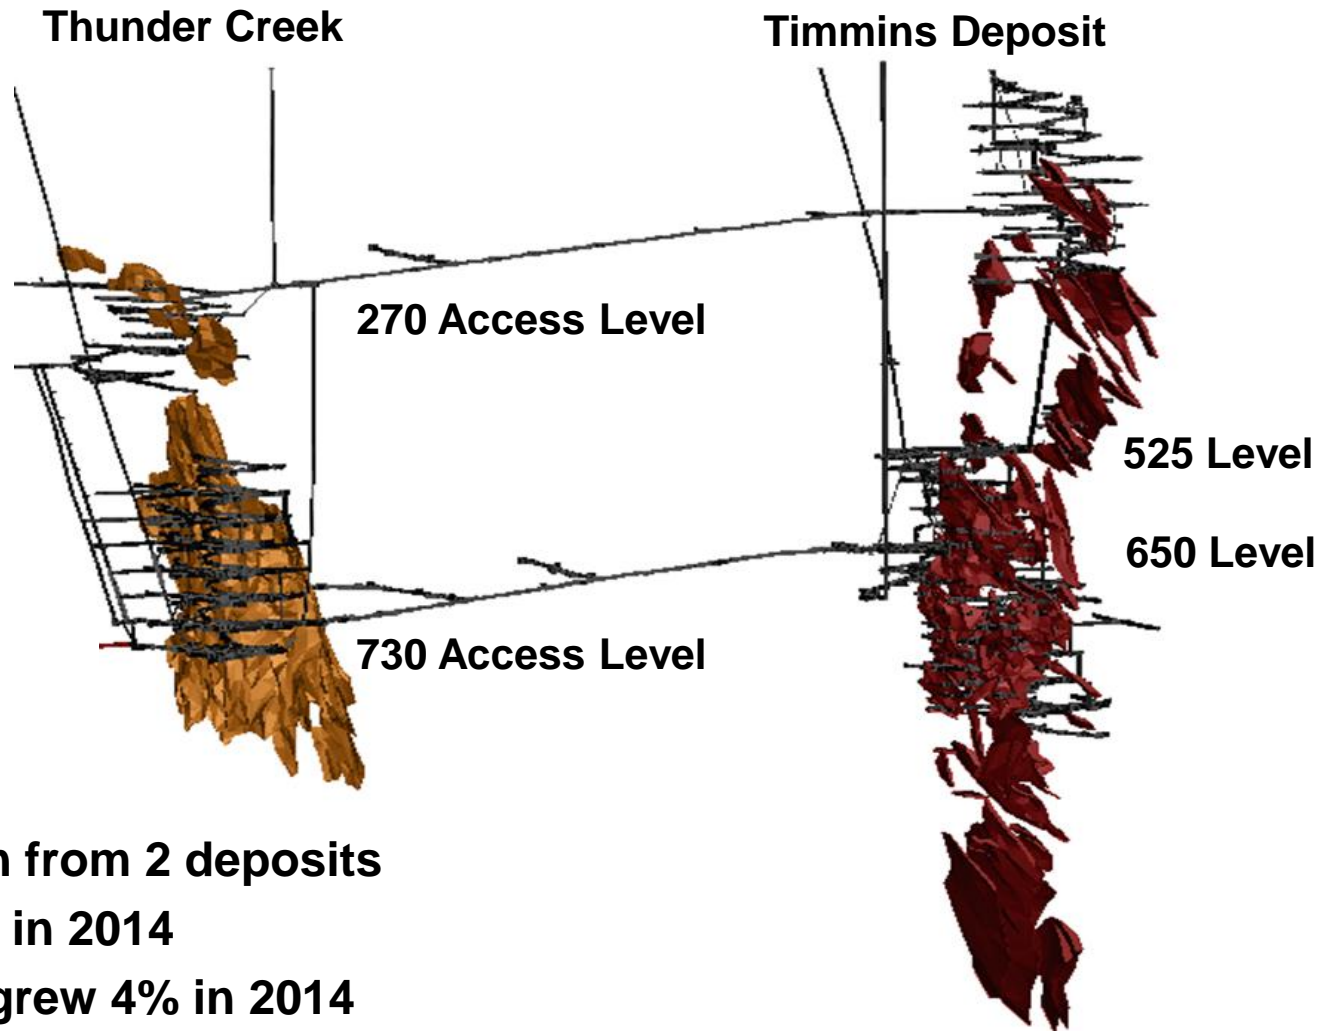 Thunder Creek
Timmins Deposit
270 Access Level
525 Level
650 Level
730 Access Level
from 2 deposits
in 2014
grew 4% in 2014